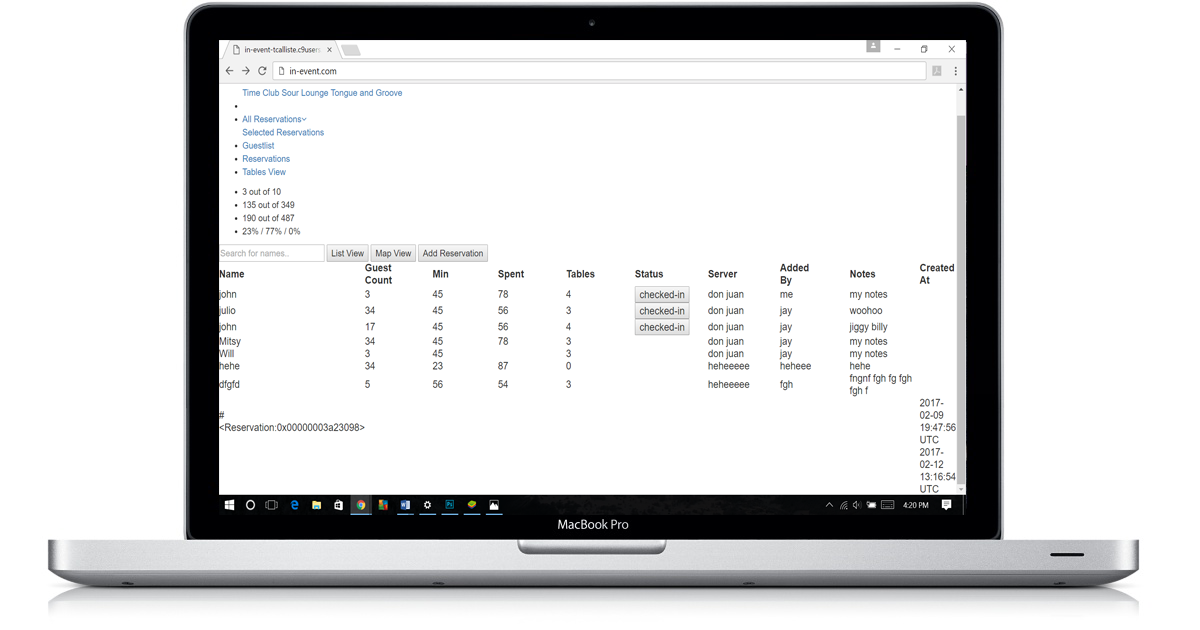 in-event-tcalliste.c9userc
in-event.com
Time Club Sour Lounge Tongue and Groove
All Reservations
Selected Reservations
Guestlist
Reservations
Tables View
3 out of 10
135 out of 349
190 out of 487
23% / 77% / 0%
Search for names.. List View Map View Add Reservation
Name Guest Count Min Spent Tables Status Server Added By Notes Created At
john 3 45 78 4 checked-in don juan me my notes
julio 34 45 56 3 checked-in don juan jay woohoo
john 17 45 56 4 checked-in don juan jay jiggy billy
Mitsy 34 45 78 3 don juan jay my notes
Will 3 45 3 don juan jay my notes
hehe 34 23 87 0 heheeeee heheee hehe
dfgfd 5 56 54 3 heheeeee fgh fngnf fgh fg fgh
fgh f
#
<Reservation:0x00000003a23098>
2017-
02-09
19:47:56
UTC
2017-
02-12
13:16:54
UTC
4:20 PM
MacBook Pro